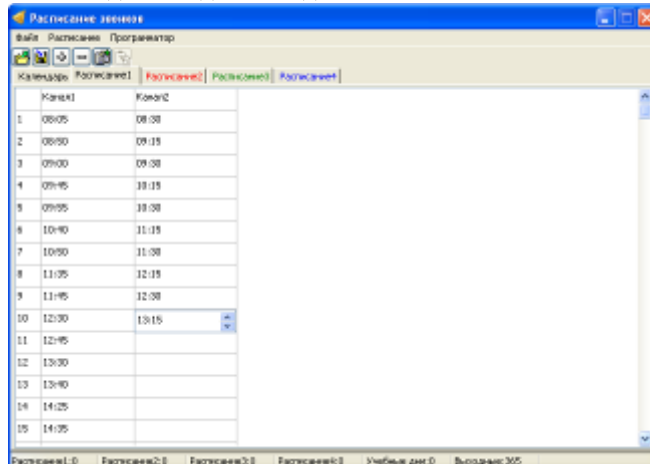 Расписание звонков
Файл Расписание Программатор
Календарь Расписание1 Расписание2 Расписание3 Расписание4
Канал1 Канал2
1 08:05 08:30
2 08:50 09:15
3 09:00 09:30
4 09:45 10:15
5 09:55 10:30
6 10:40 11:15
7 10:50 11:30
8 11:35 12:15
9 11:45 12:30
10 12:30 13:15
11 12:45
12 13:30
13 13:40
14 14:25
15 14:35
Расписание1:0 Расписание2:0 Расписание3:0 Расписание4:0 Учебные дни:0 Выходные:365